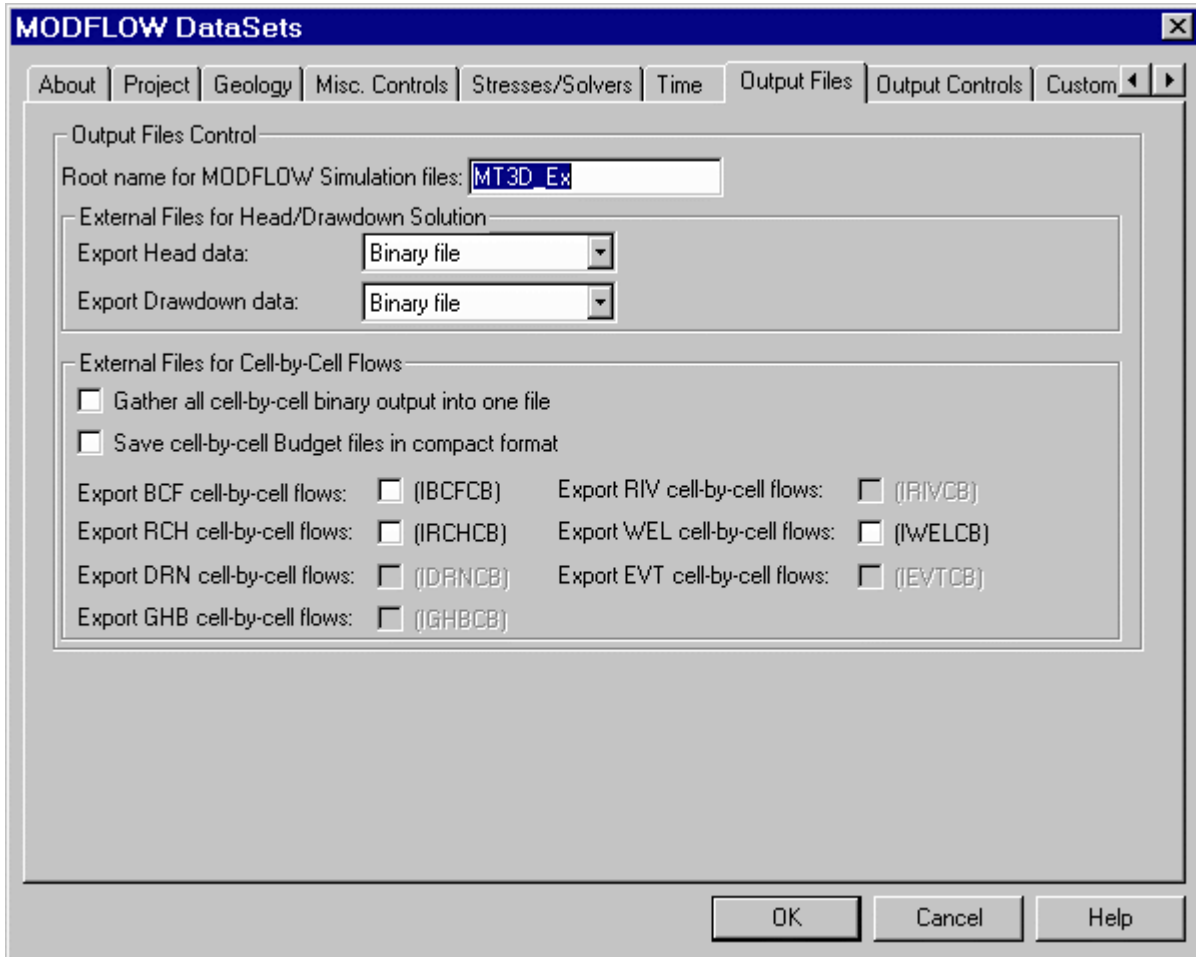 MODFLOW DataSets
About Project Geology Misc. Controls Stresses/Solvers Time Output Files Output Controls Custom
Output Files Control
Root name for MODFLOW Simulation files: MT3D_Ex
External Files for Head/Drawdown Solution
Export Head data: Binary file
Export Drawdown data: Binary file
External Files for Cell-by-Cell Flows
Gather all cell-by-cell binary output into one file
Save cell-by-cell Budget files in compact format
Export BCF cell-by-cell flows: (IBCFCB) Export RIV cell-by-cell flows: (IRIVCB)
Export RCH cell-by-cell flows: (IRCHCB) Export WEL cell-by-cell flows: (IWELCB)
Export DRN cell-by-cell flows: (IDRNCB) Export EVT cell-by-cell flows: (IEVTCB)
Export GHB cell-by-cell flows: (IGHBCB)
OK Cancel Help